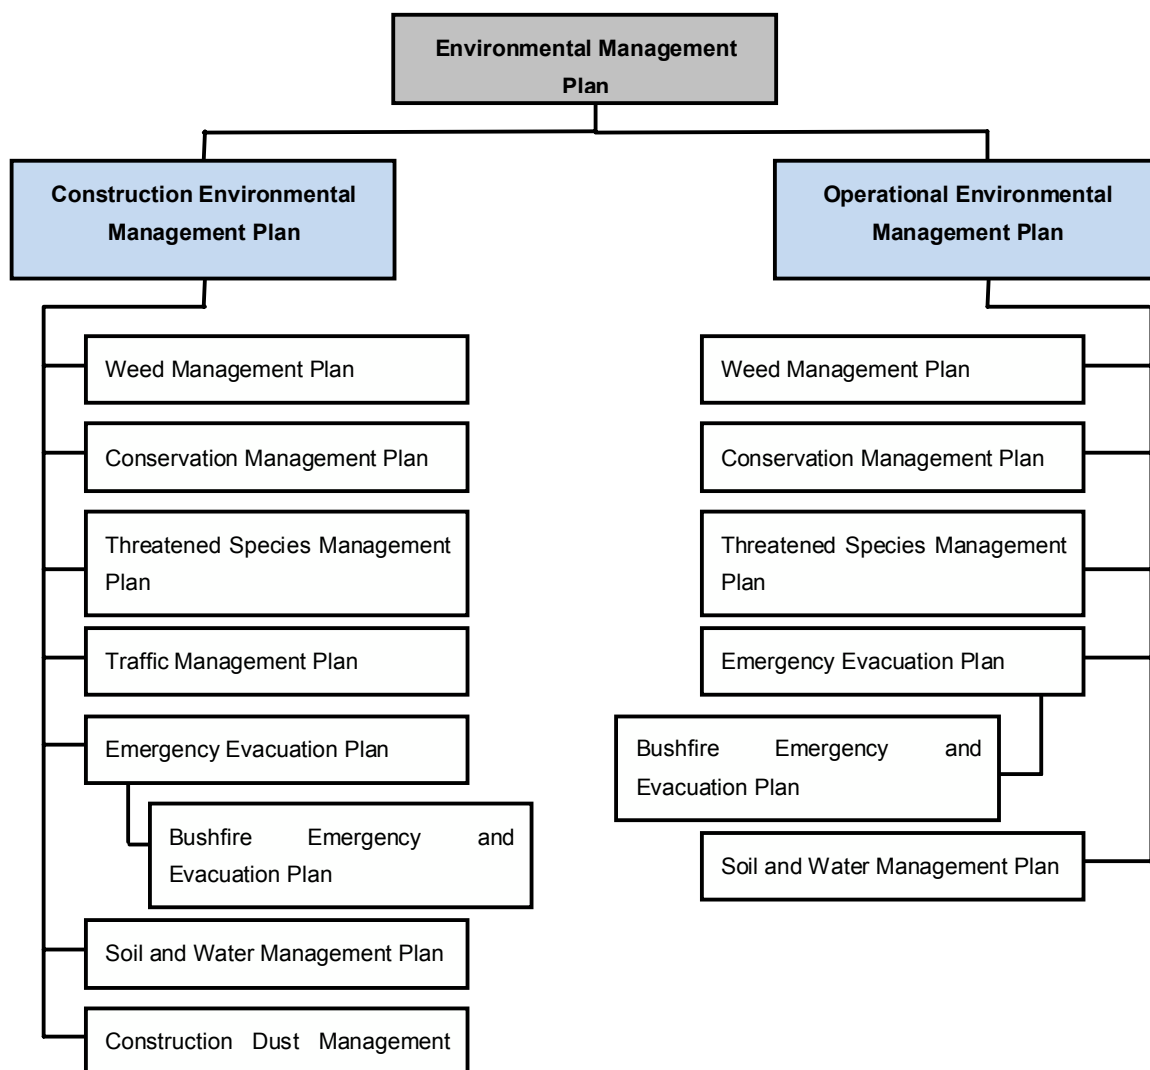 Environmental Management
Plan
Construction Environmental
Management Plan
Operational Environmental
Management Plan
Weed Management Plan
Conservation Management Plan
Threatened Species Management
Plan
Traffic Management Plan
Emergency Evacuation Plan
Bushfire Emergency and
Evacuation Plan
Soil and Water Management Plan
Construction Dust Management
Weed Management Plan
Conservation Management Plan
Threatened Species Management
Plan
Emergency Evacuation Plan
Bushfire Emergency and
Evacuation Plan
Soil and Water Management Plan